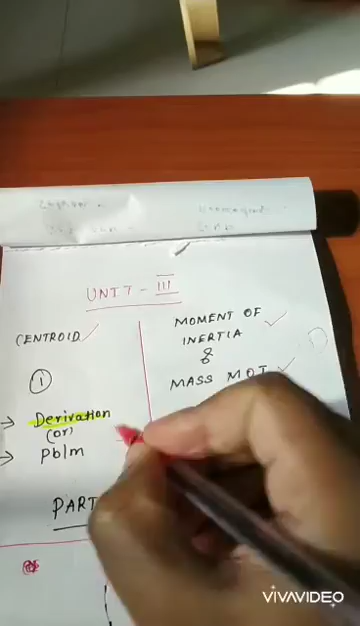 UNIT - III
CENTROID
MOMENT OF
INERTIA
&
MASS MOI
1
→ Derivation
(or)
→ Pblm
PART
VIVAVIDEO